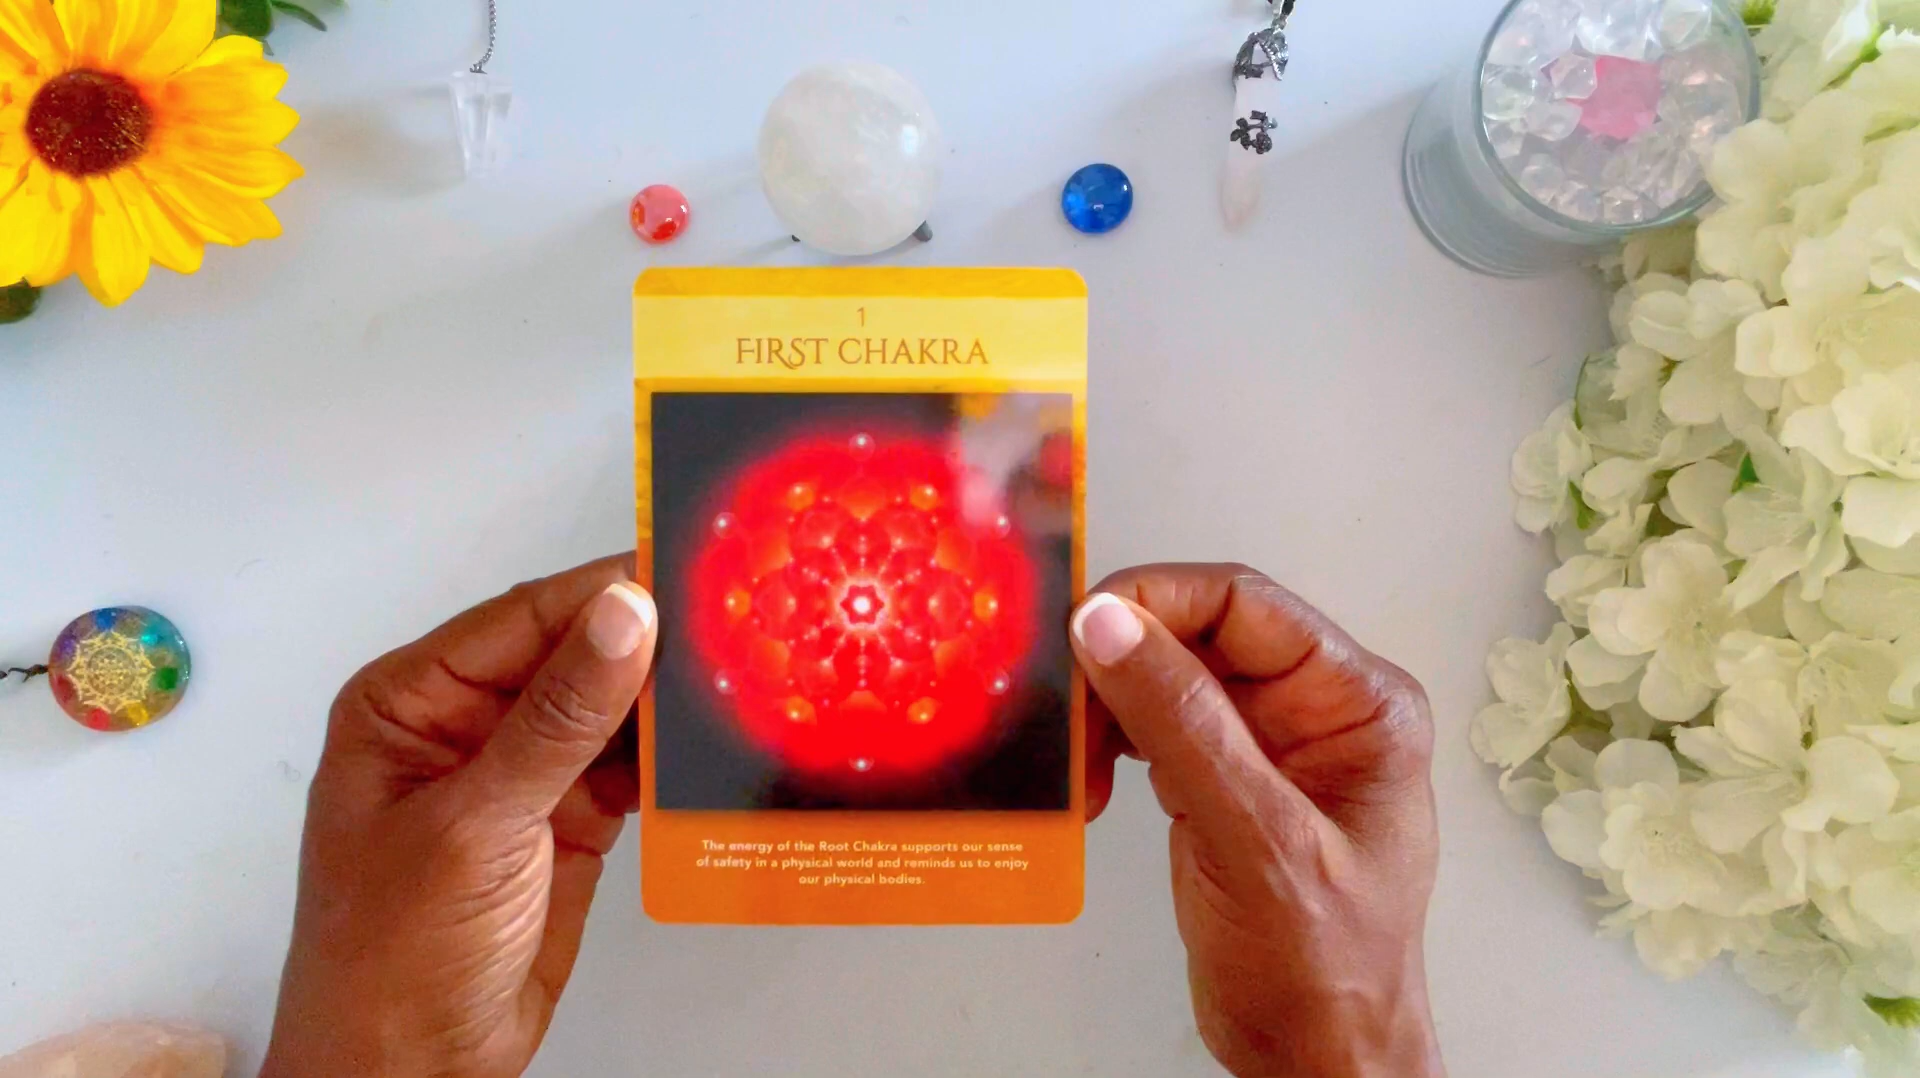 1
FIRST CHAKRA
The energy of the Root Chakra supports our sense
of safety in a physical world and reminds us to enjoy
our physical bodies.